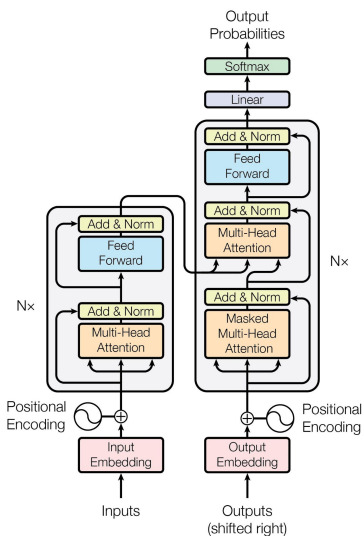 Output
Probabilities
Softmax
Linear
Add & Norm
Feed
Forward
Add & Norm
Multi-Head
Attention
Add & Norm
Masked
Multi-Head
Attention
Nx
Positional
Encoding
Output
Embedding
Outputs
(shifted right)
Add & Norm
Feed
Forward
Add & Norm
Multi-Head
Attention
Nx
Positional
Encoding
Input
Embedding
Inputs